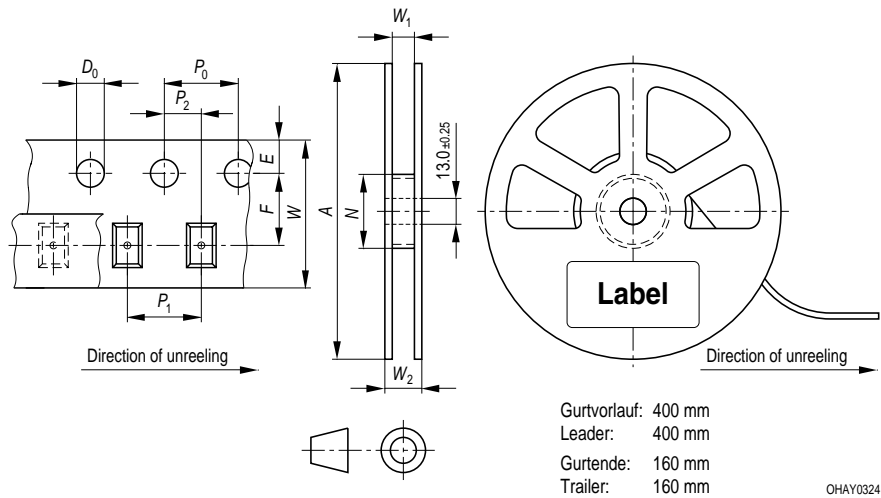 W1
D0
P0
P2
E
F
W
A
N
13.0±0.25
P1
Label
Direction of unreeling
W2
Direction of unreeling
Gurtvorlauf: 400 mm
Leader: 400 mm
Gurtende: 160 mm
Trailer: 160 mm
OHAY0324